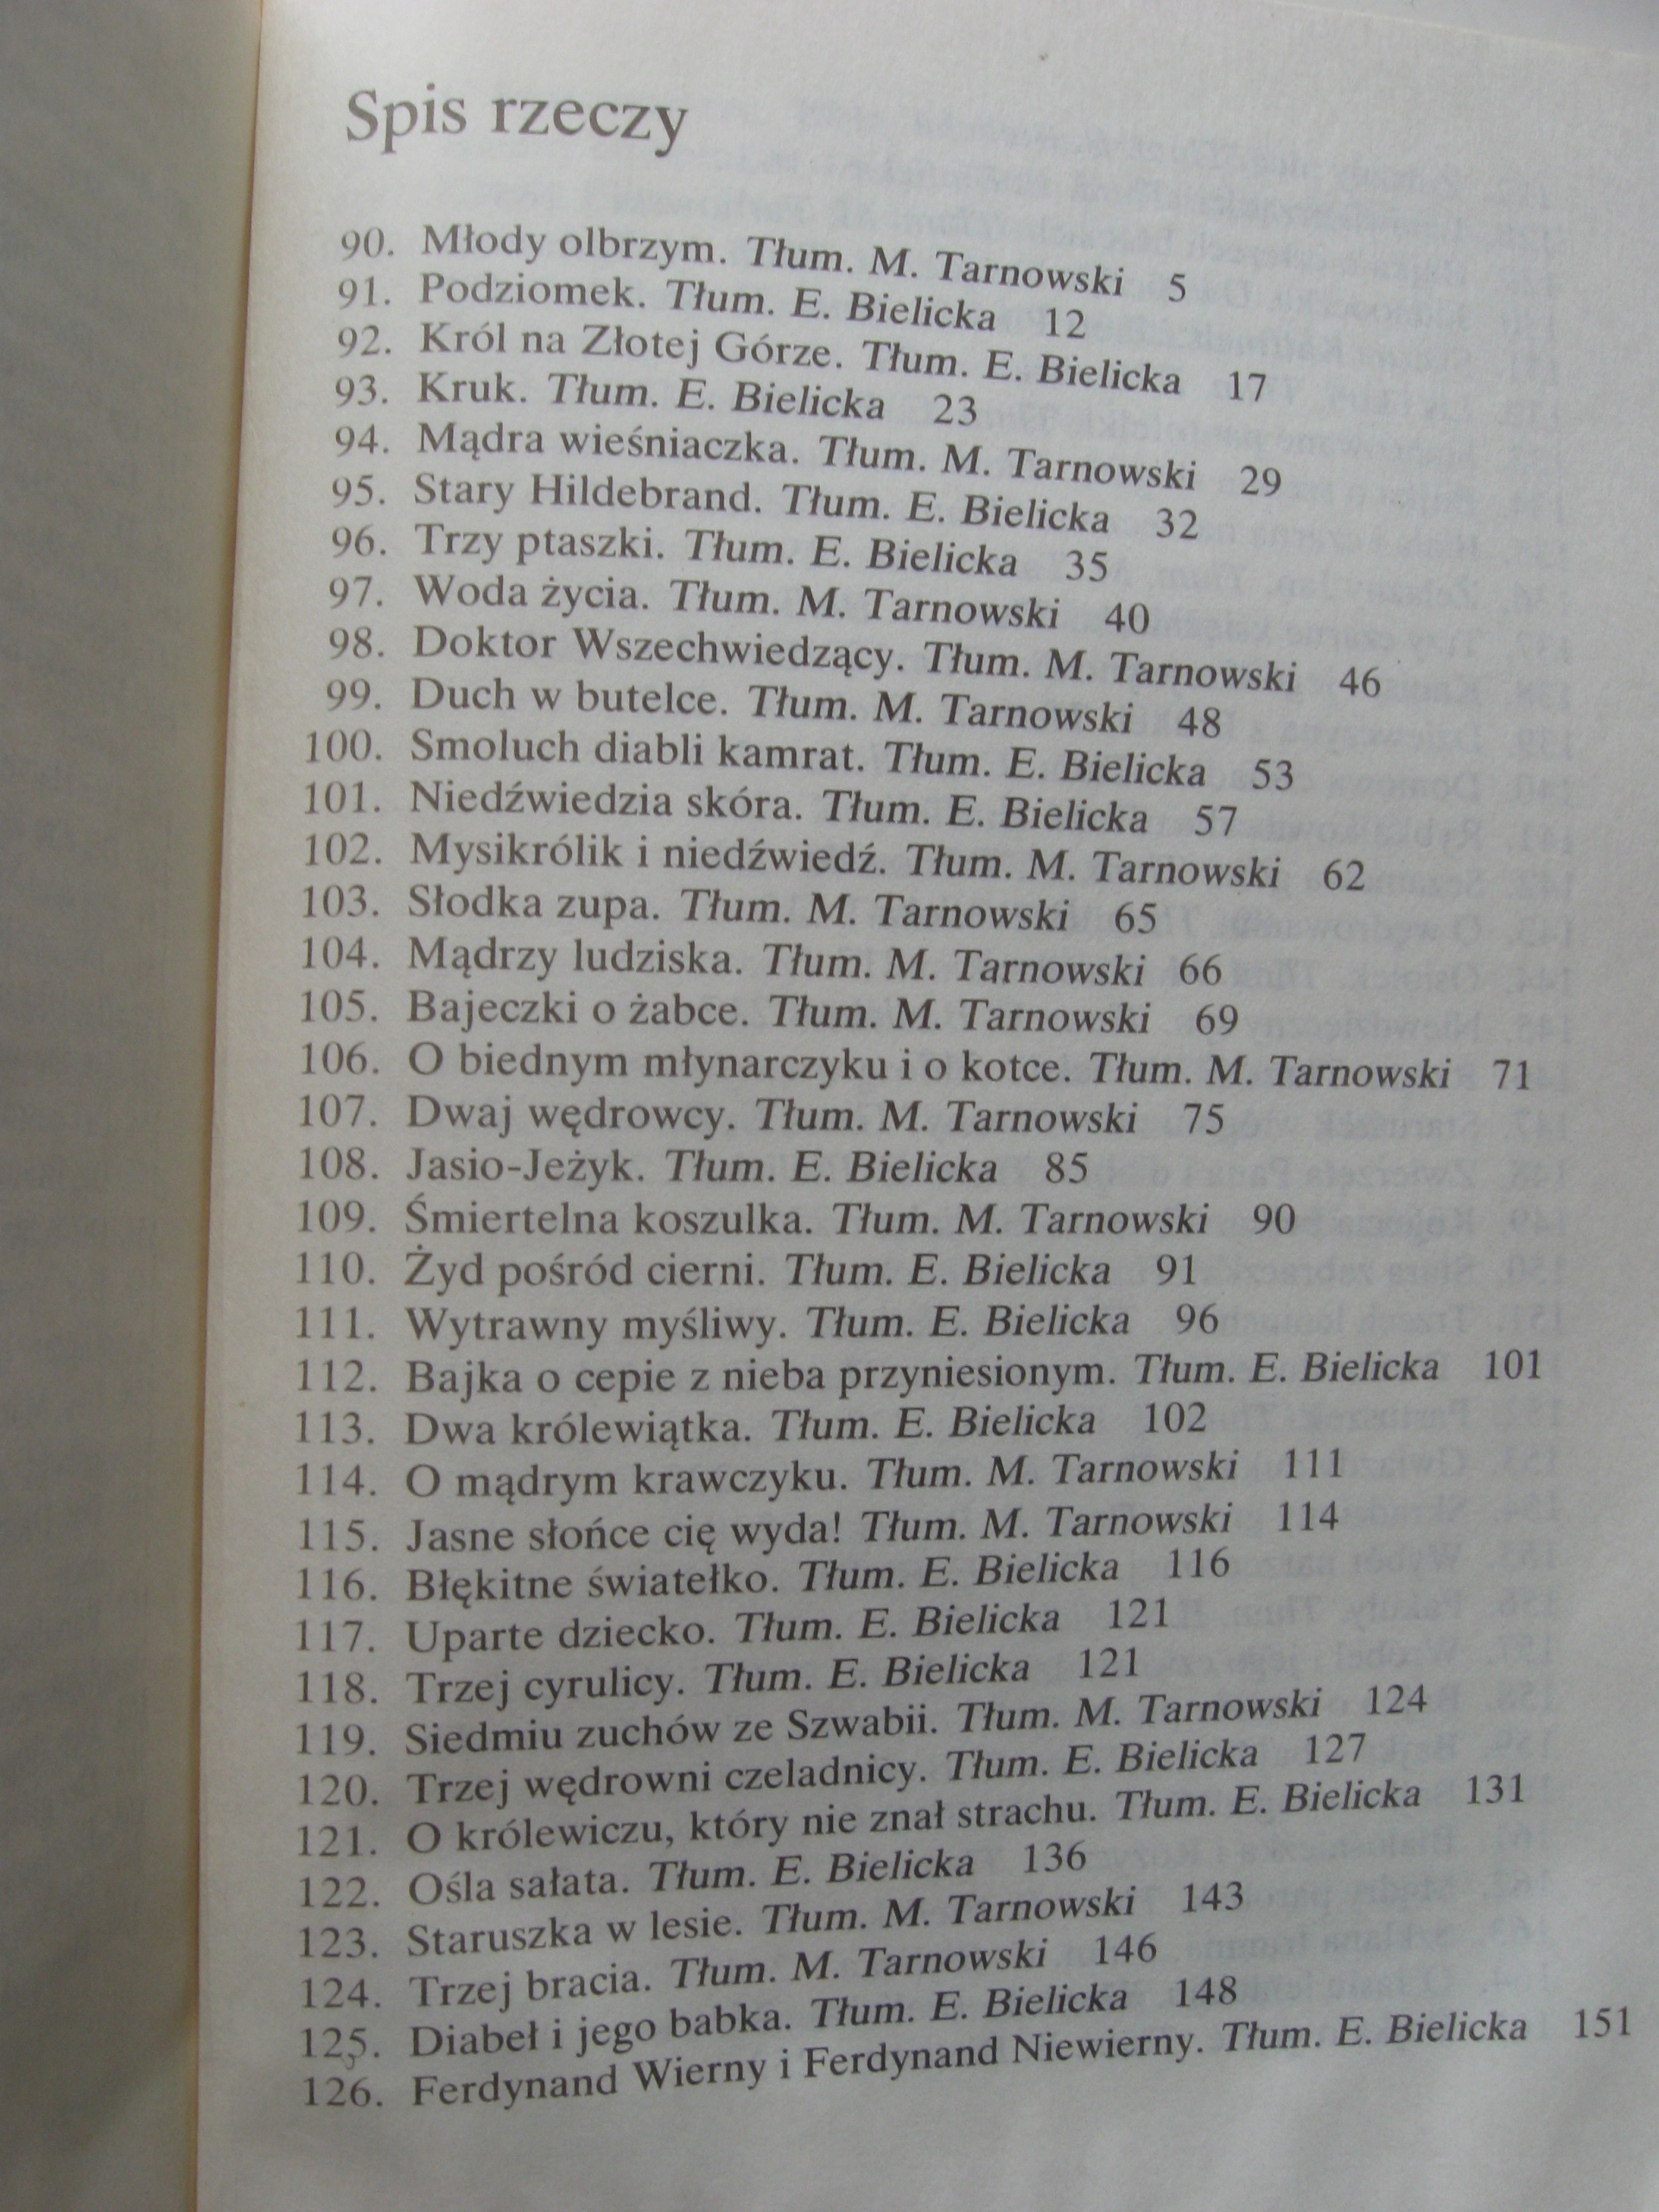 Spis rzeczy
90. Młody olbrzym. Tłum. M. Tarnowski 5
91. Podziomek. Tłum. E. Bielicka 12
92. Król na Złotej Górze. Tłum. E. Bielicka 17
93. Kruk. Tłum. E. Bielicka 23
94. Mądra wieśniaczka. Tłum. M. Tarnowski 29
95. Stary Hildebrand. Tłum. E. Bielicka 32
96. Trzy ptaszki. Tłum. E. Bielicka 35
97. Woda życia. Tłum. M. Tarnowski 40
98. Doktor Wszechwiedzący. Tłum. M. Tarnowski 46
99. Duch w butelce. Tłum. M. Tarnowski 48
100. Smoluch diabli kamrat. Tłum. E. Bielicka 53
101. Niedźwiedzia skóra. Tłum. E. Bielicka 57
102. Mysikrólik i niedźwiedź. Tłum. M. Tarnowski 62
103. Słodka zupa. Tłum. M. Tarnowski 65
104. Mądrzy ludziska. Tłum. M. Tarnowski 66
105. Bajeczki o żabce. Tłum. M. Tarnowski 69
106. O biednym młynarczyku i o kotce. Tłum. M. Tarnowski 71
107. Dwaj wędrowcy. Tłum. M. Tarnowski 75
108. Jasio-Jeżyk. Tłum. E. Bielicka 85
109. Śmiertelna koszulka. Tłum. M. Tarnowski 90
110. Żyd pośród cierni. Tłum. E. Bielicka 91
111. Wytrawny myśliwy. Tłum. E. Bielicka 96
112. Bajka o cepie z nieba przyniesionym. Tłum. E. Bielicka 101
113. Dwa królewiątka. Tłum. E. Bielicka 102
114. O mądrym krawczyku. Tłum. M. Tarnowski 111
115. Jasne słońce cię wyda! Tłum. M. Tarnowski 114
116. Błękitne światełko. Tłum. E. Bielicka 116
117. Uparte dziecko. Tłum. E. Bielicka 121
118. Trzej cyrulicy. Tłum. E. Bielicka 121
119. Siedmiu zuchów ze Szwabii. Tłum. M. Tarnowski 124
120. Trzej wędrowni czeladnicy. Tłum. E. Bielicka 127
121. O królewiczu, który nie znał strachu. Tłum. E. Bielicka 131
122. Ośla sałata. Tłum. E. Bielicka 136
123. Staruszka w lesie. Tłum. M. Tarnowski 143
124. Trzej bracia. Tłum. M. Tarnowski 146
125. Diabeł i jego babka. Tłum. E. Bielicka 148
126. Ferdynand Wierny i Ferdynand Niewierny. Tłum. E. Bielicka 151